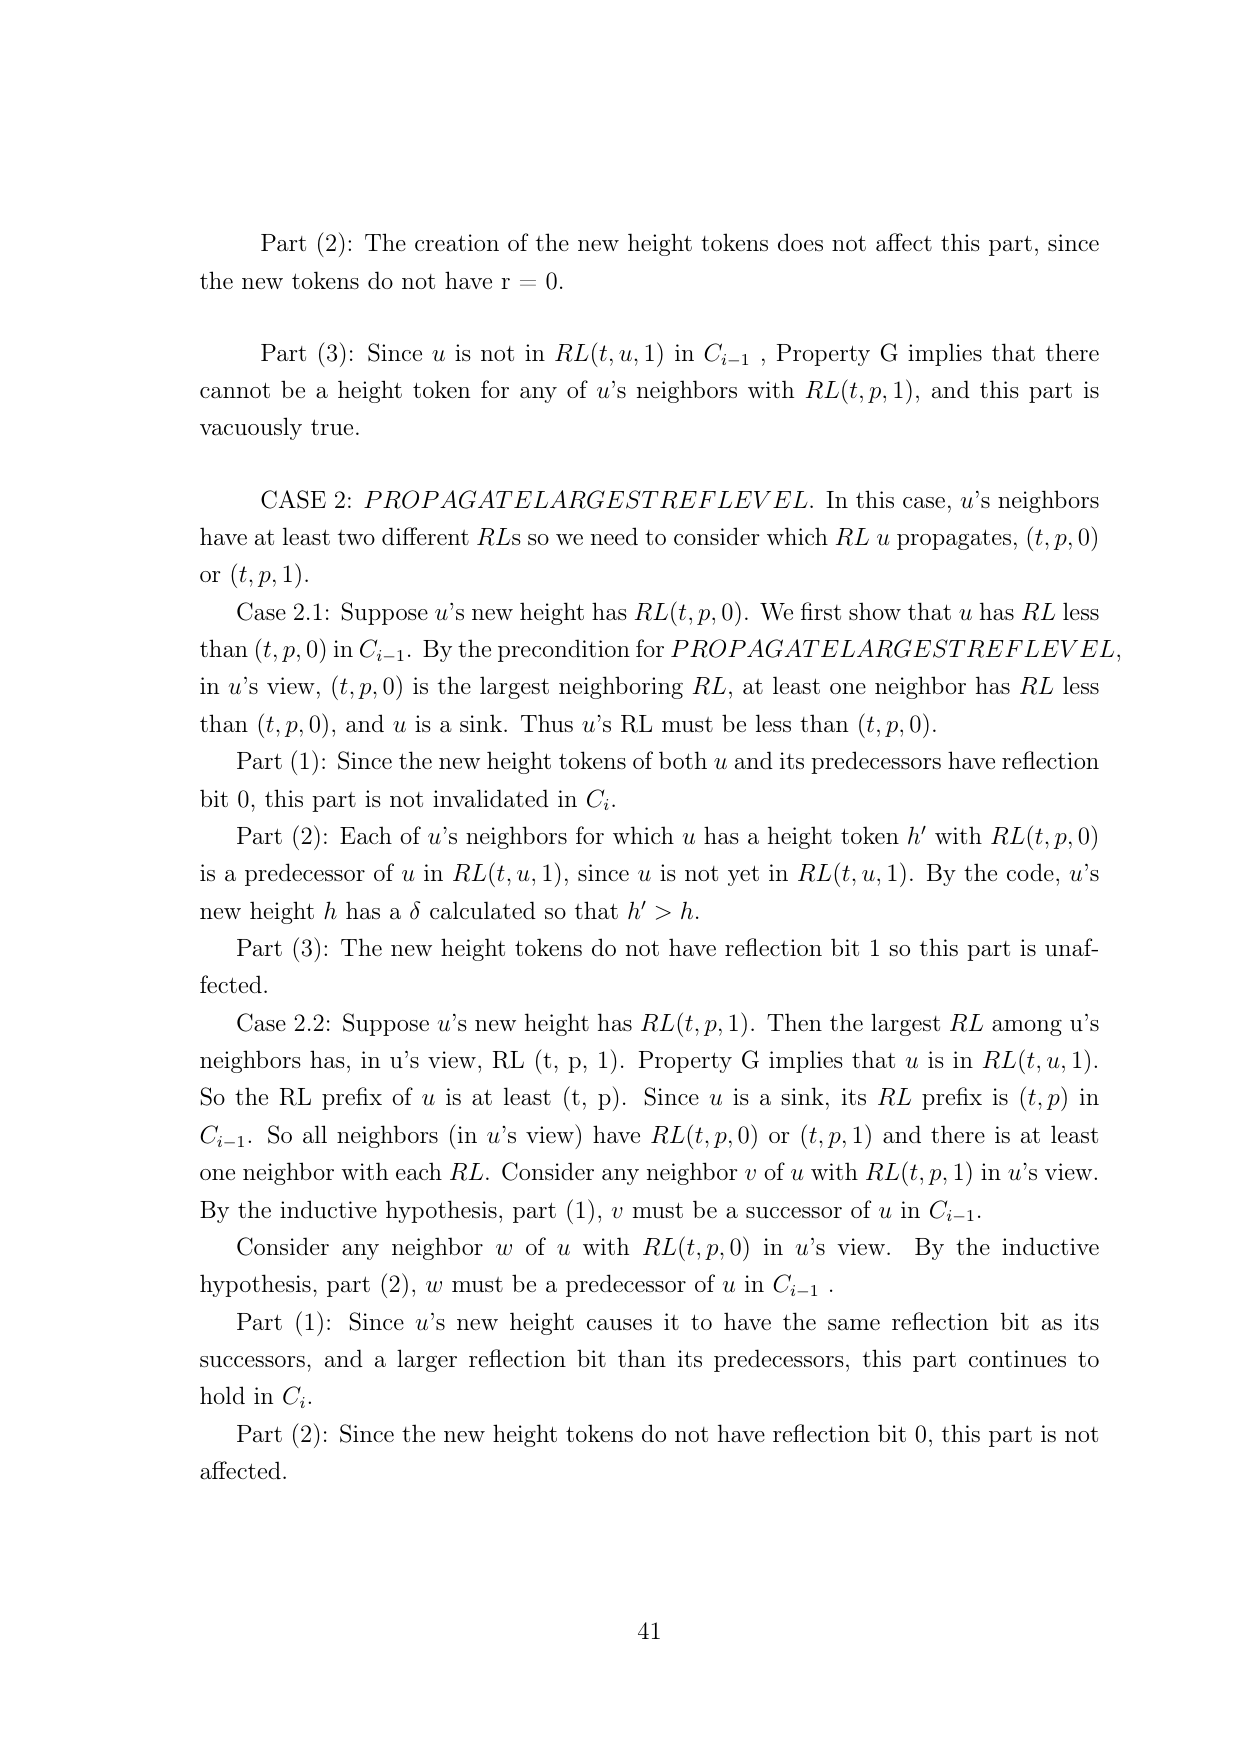 Part (2): The creation of the new height tokens does not affect this part, since
the new tokens do not have r = 0.
Part (3): Since u is not in RL(t, u, 1) in C_{i−1} , Property G implies that there
cannot be a height token for any of u's neighbors with RL(t, p, 1), and this part is
vacuously true.
CASE 2: PROPAGATELARGESTREFLEVEL. In this case, u's neighbors
have at least two different RLs so we need to consider which RL u propagates, (t, p, 0)
or (t, p, 1).
Case 2.1: Suppose u's new height has RL(t, p, 0). We first show that u has RL less
than (t, p, 0) in C_{i−1}. By the precondition for PROPAGATELARGESTREFLEVEL,
in u's view, (t, p, 0) is the largest neighboring RL, at least one neighbor has RL less
than (t, p, 0), and u is a sink. Thus u's RL must be less than (t, p, 0).
Part (1): Since the new height tokens of both u and its predecessors have reflection
bit 0, this part is not invalidated in C_i.
Part (2): Each of u's neighbors for which u has a height token h′ with RL(t, p, 0)
is a predecessor of u in RL(t, u, 1), since u is not yet in RL(t, u, 1). By the code, u's
new height h has a δ calculated so that h′ > h.
Part (3): The new height tokens do not have reflection bit 1 so this part is unaf-
fected.
Case 2.2: Suppose u's new height has RL(t, p, 1). Then the largest RL among u's
neighbors has, in u's view, RL (t, p, 1). Property G implies that u is in RL(t, u, 1).
So the RL prefix of u is at least (t, p). Since u is a sink, its RL prefix is (t, p) in
C_{i−1}. So all neighbors (in u's view) have RL(t, p, 0) or (t, p, 1) and there is at least
one neighbor with each RL. Consider any neighbor v of u with RL(t, p, 1) in u's view.
By the inductive hypothesis, part (1), v must be a successor of u in C_{i−1}.
Consider any neighbor w of u with RL(t, p, 0) in u's view. By the inductive
hypothesis, part (2), w must be a predecessor of u in C_{i−1} .
Part (1): Since u's new height causes it to have the same reflection bit as its
successors, and a larger reflection bit than its predecessors, this part continues to
hold in C_i.
Part (2): Since the new height tokens do not have reflection bit 0, this part is not
affected.
41